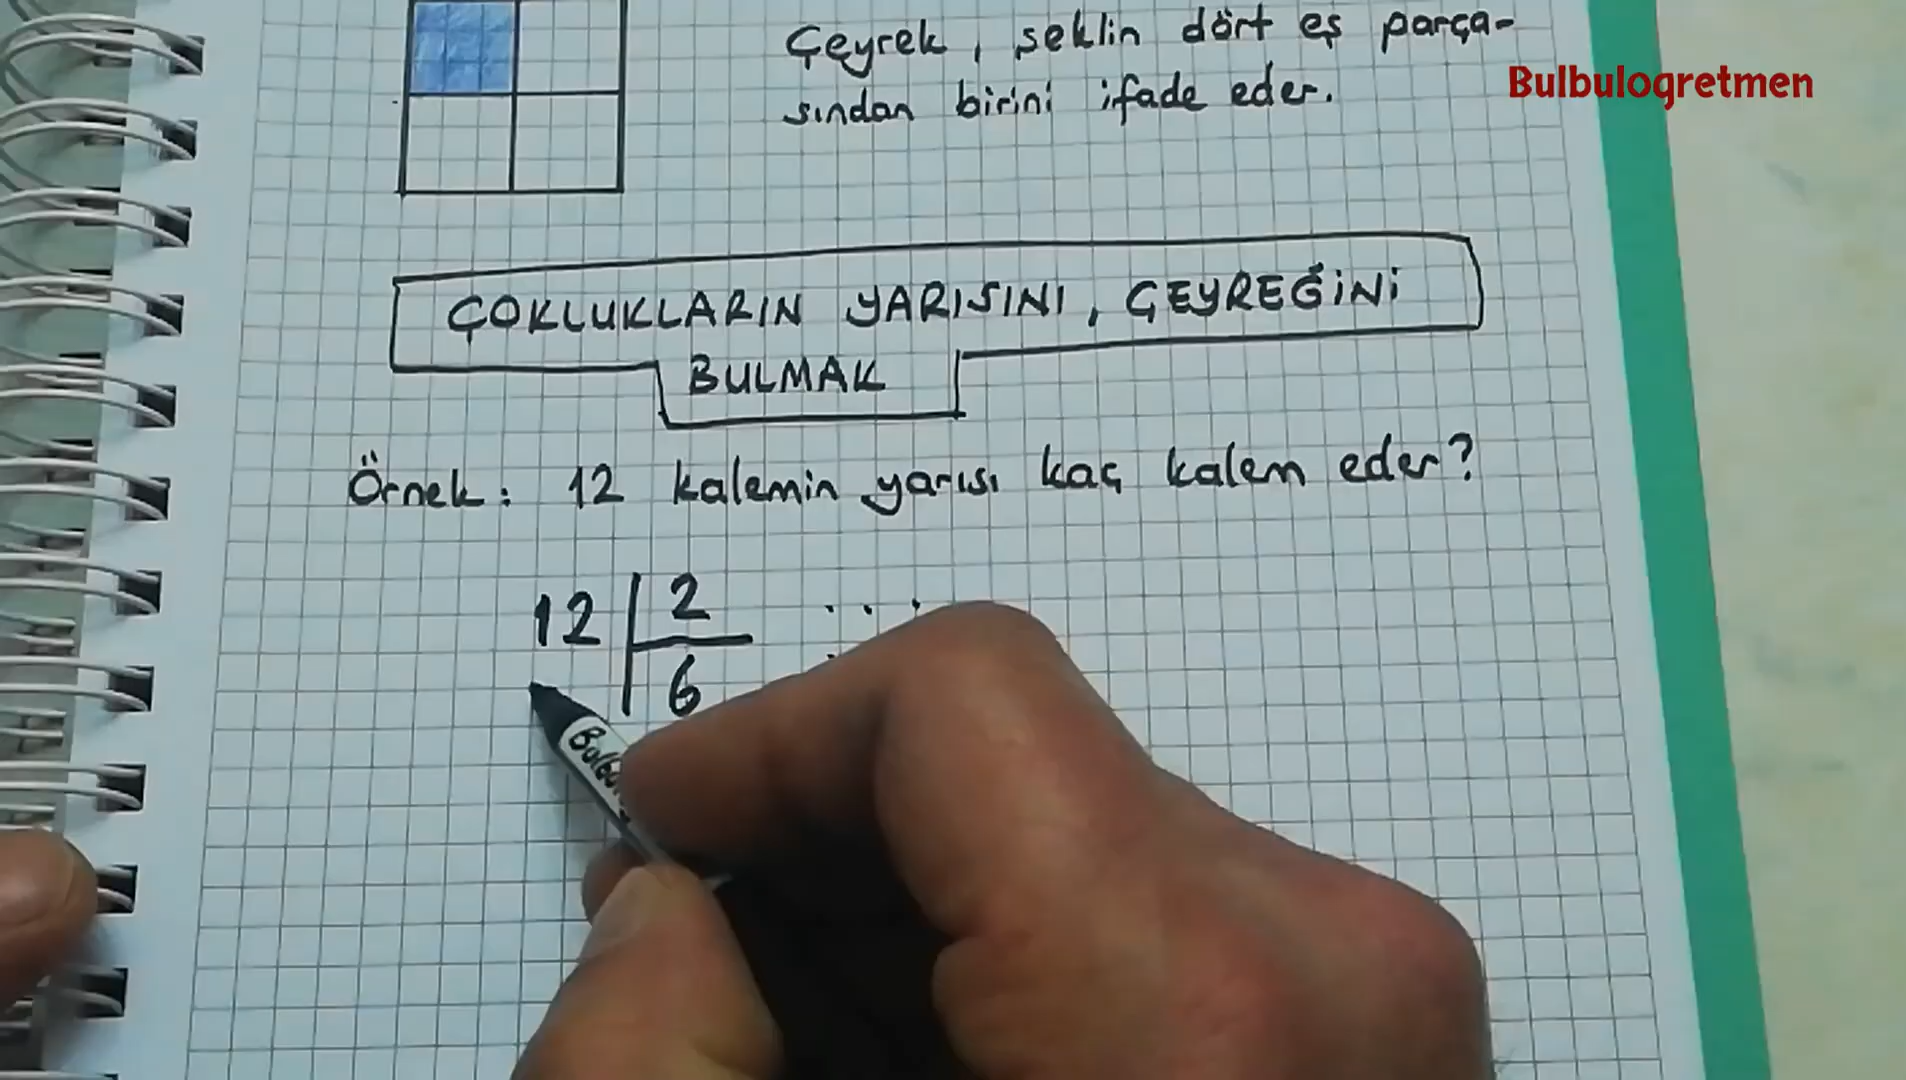 Çeyrek, şeklin dört eş parça-
sından birini ifade eder.
Bulbulogretmen
ÇOKLUKLARIN YARISINI, ÇEYREĞİNİ
BULMAK
Örnek: 12 kalemin yarısı kaç kalem eder?
12 2
6